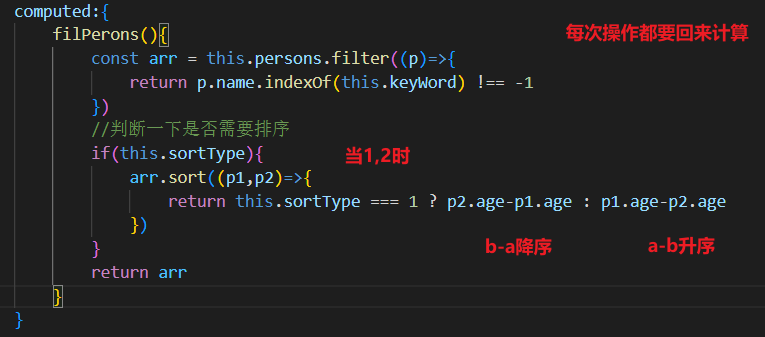 computed:{
filPerons(){
每次操作都要回来计算
const arr = this.persons.filter((p)=>{
return p.name.indexOf(this.keyWord) !== -1
})
//判断一下是否需要排序
if(this.sortType){
当1,2时
arr.sort((p1,p2)=>{
return this.sortType === 1 ? p2.age-p1.age : p1.age-p2.age
})
b-a降序
a-b升序
}
return arr
}
}